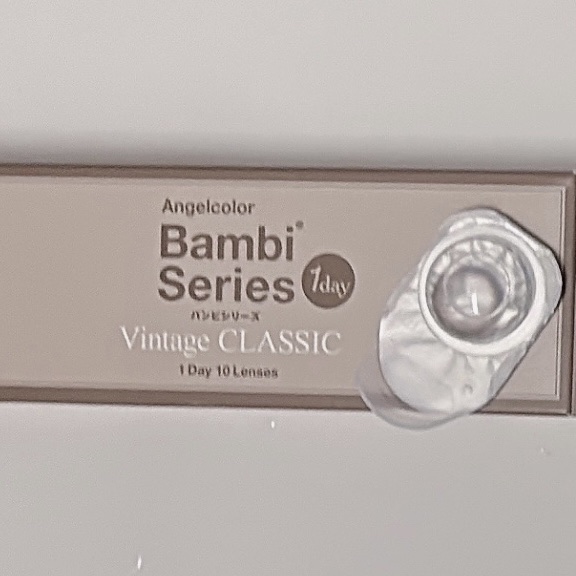 Angelcolor
Bambi®
Series 1day
バンビシリーズ
Vintage CLASSIC
1 Day 10 Lenses